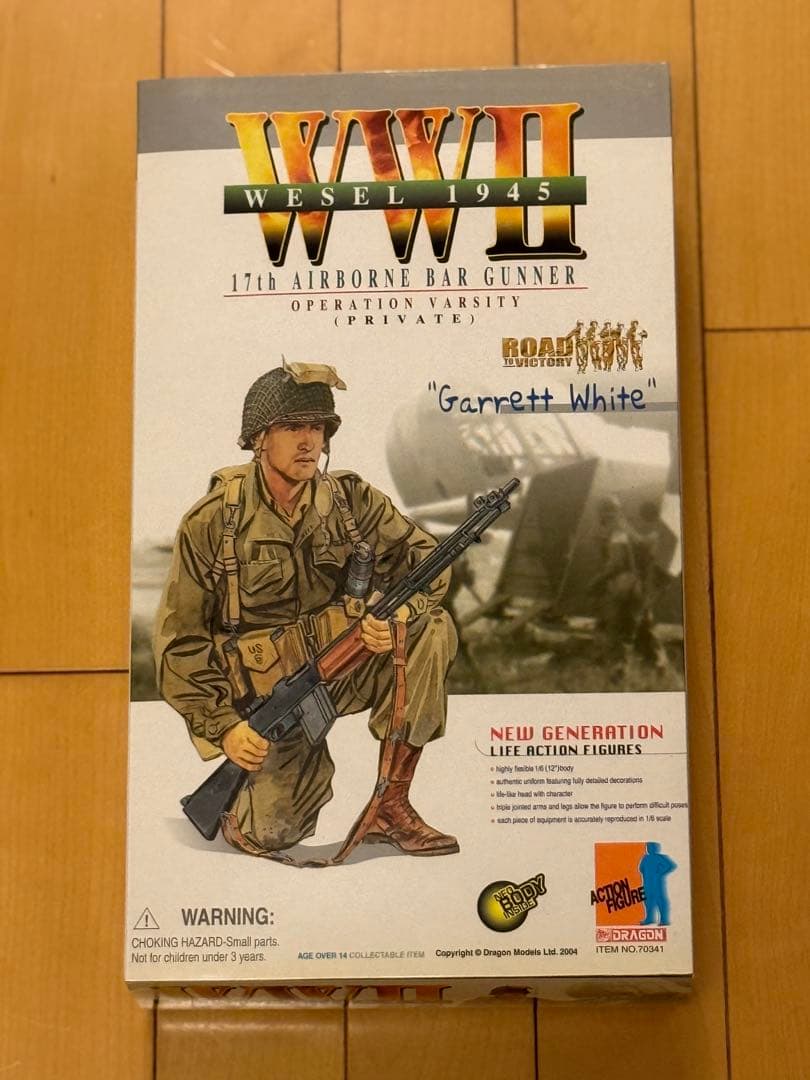 WWII
WESEL 1945
17th AIRBORNE BAR GUNNER
OPERATION VARSITY
(PRIVATE)
ROAD
TO VICTORY
"Garrett White"
US
NEW GENERATION
LIFE ACTION FIGURES
highly flexible 1/6 (12")body
authentic uniform featuring fully detailed decorations
life-like head with character
triple jointed arms and legs allow the figure to perform difficult poses
each piece of equipment is accurately reproduced in 1/6 scale
NEO
BODY
INSIDE
ACTION
FIGURE
DRAGON
ITEM NO.70341
WARNING:
CHOKING HAZARD-Small parts.
Not for children under 3 years.
AGE OVER 14 COLLECTABLE ITEM
Copyright © Dragon Models Ltd. 2004
WWII